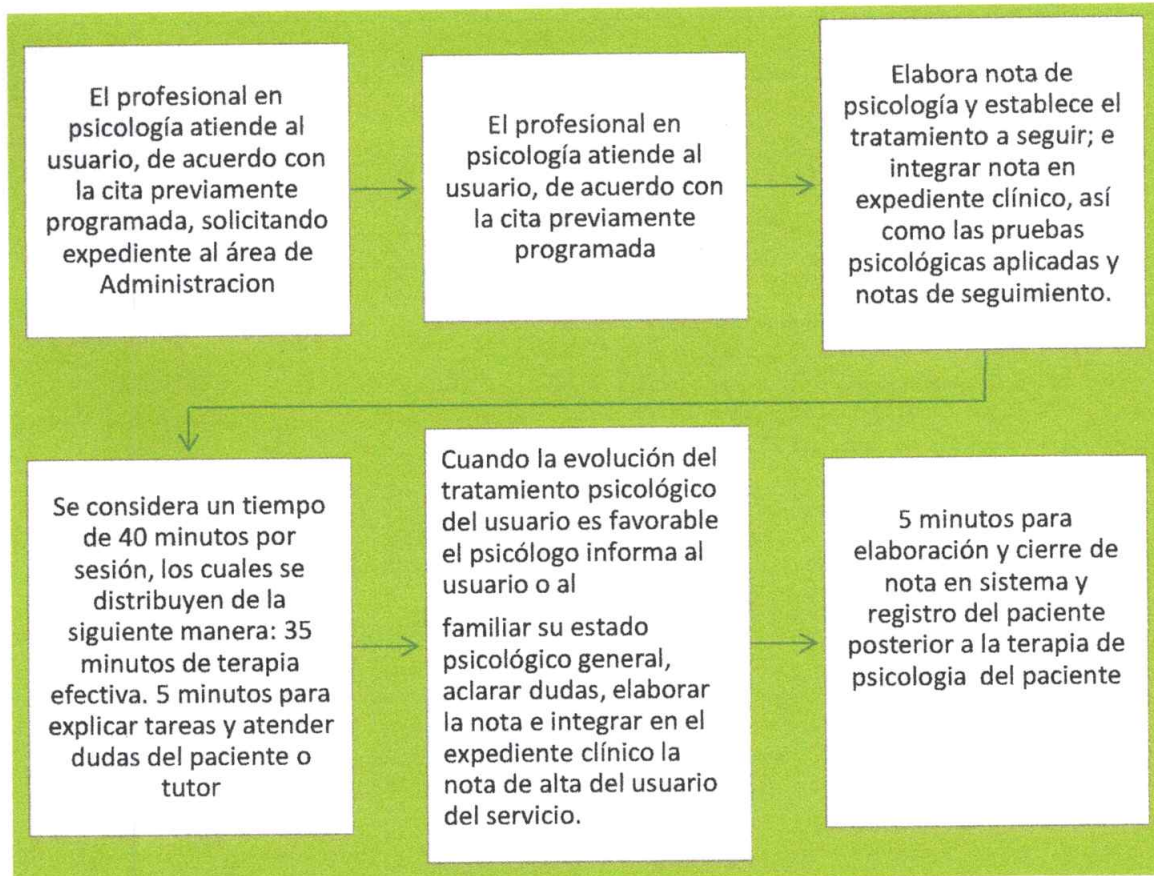 El profesional en
psicología atiende al
usuario, de acuerdo con
la cita previamente
programada, solicitando
expediente al área de
Administracion
El profesional en
psicología atiende al
usuario, de acuerdo con
la cita previamente
programada
Elabora nota de
psicología y establece el
tratamiento a seguir; e
integrar nota en
expediente clínico, así
como las pruebas
psicológicas aplicadas y
notas de seguimiento.
Se considera un tiempo
de 40 minutos por
sesión, los cuales se
distribuyen de la
siguiente manera: 35
minutos de terapia
efectiva. 5 minutos para
explicar tareas y atender
dudas del paciente o
tutor
Cuando la evolución del
tratamiento psicológico
del usuario es favorable
el psicólogo informa al
usuario o al
familiar su estado
psicológico general,
aclarar dudas, elaborar
la nota e integrar en el
expediente clínico la
nota de alta del usuario
del servicio.
5 minutos para
elaboración y cierre de
nota en sistema y
registro del paciente
posterior a la terapia de
psicologia del paciente